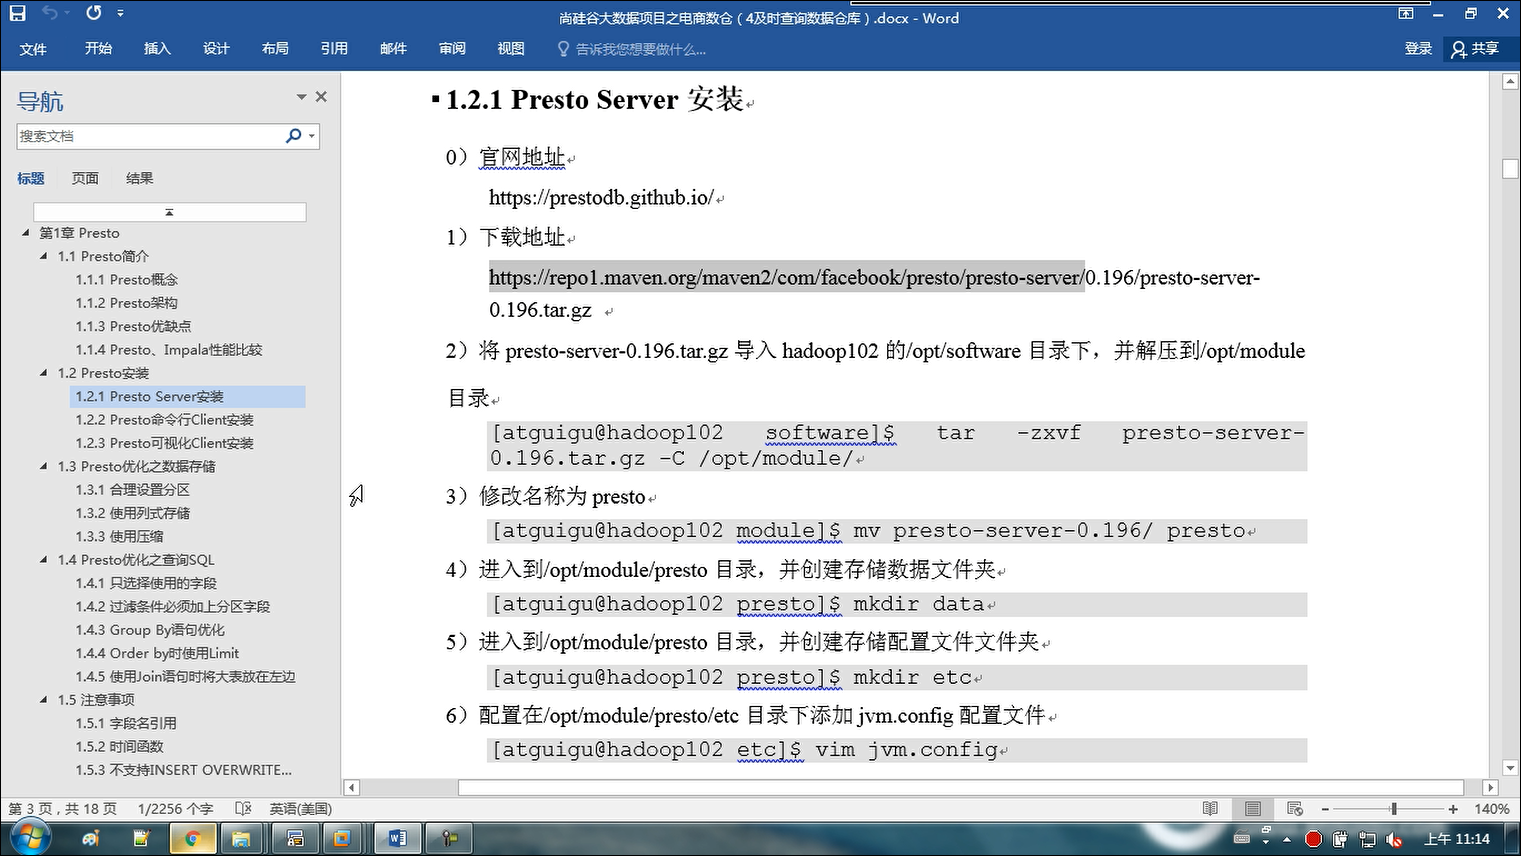 尚硅谷大数据项目之电商数仓（4及时查询数据仓库）.docx - Word
文件 开始 插入 设计 布局 引用 邮件 审阅 视图 告诉我您想要做什么... 登录 共享
导航
搜索文档
标题 页面 结果
第1章 Presto
1.1 Presto简介
1.1.1 Presto概念
1.1.2 Presto架构
1.1.3 Presto优缺点
1.1.4 Presto、Impala性能比较
1.2 Presto安装
1.2.1 Presto Server安装
1.2.2 Presto命令行Client安装
1.2.3 Presto可视化Client安装
1.3 Presto优化之数据存储
1.3.1 合理设置分区
1.3.2 使用列式存储
1.3.3 使用压缩
1.4 Presto优化之查询SQL
1.4.1 只选择使用的字段
1.4.2 过滤条件必须加上分区字段
1.4.3 Group By语句优化
1.4.4 Order by时使用Limit
1.4.5 使用Join语句时将大表放在左边
1.5 注意事项
1.5.1 字段名引用
1.5.2 时间函数
1.5.3 不支持INSERT OVERWRITE...
1.2.1 Presto Server 安装
0）官网地址
https://prestodb.github.io/
1）下载地址
https://repo1.maven.org/maven2/com/facebook/presto/presto-server/0.196/presto-server-
0.196.tar.gz
2）将 presto-server-0.196.tar.gz 导入 hadoop102 的/opt/software 目录下，并解压到/opt/module
目录
[atguigu@hadoop102 software]$ tar -zxvf presto-server-
0.196.tar.gz -C /opt/module/
3）修改名称为 presto
[atguigu@hadoop102 module]$ mv presto-server-0.196/ presto
4）进入到/opt/module/presto 目录，并创建存储数据文件夹
[atguigu@hadoop102 presto]$ mkdir data
5）进入到/opt/module/presto 目录，并创建存储配置文件文件夹
[atguigu@hadoop102 presto]$ mkdir etc
6）配置在/opt/module/presto/etc 目录下添加 jvm.config 配置文件
[atguigu@hadoop102 etc]$ vim jvm.config
第 3 页，共 18 页 1/2256 个字 英语(美国) 140%
上午 11:14